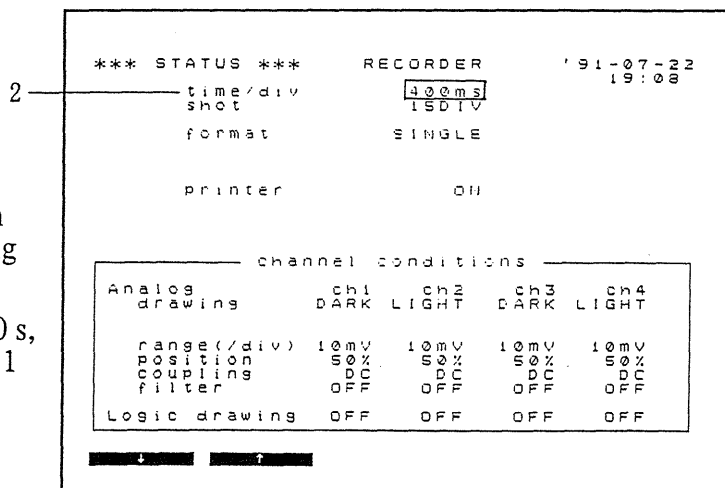 *** STATUS *** RECORDER '91-07-22
19:08
2
time/div 400ms
shot 15DIV
format SINGLE
printer ON
g
0 s,
1
channel conditions
Analog ch1 ch2 ch3 ch4
drawing DARK LIGHT DARK LIGHT
range(/div) 10mV 10mV 10mV 10mV
position 50% 50% 50% 50%
coupling DC DC DC DC
filter OFF OFF OFF OFF
Logic drawing OFF OFF OFF OFF
↓ ↑